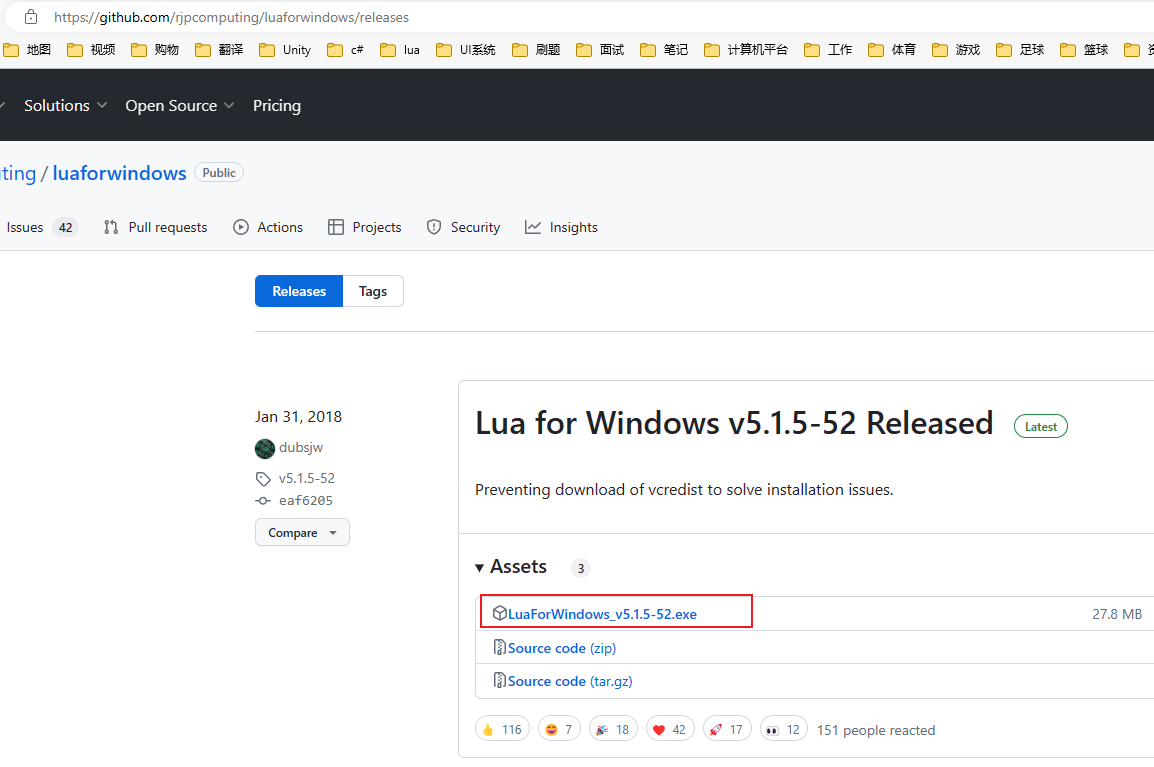 https://github.com/rjpcomputing/luaforwindows/releases
地图 视频 购物 翻译 Unity c# lua UI系统 刷题 面试 笔记 计算机平台 工作 体育 游戏 足球 篮球
Solutions Open Source Pricing
ting / luaforwindows Public
Issues 42 Pull requests Actions Projects Security Insights
Releases Tags
Jan 31, 2018
dubsjw
v5.1.5-52
eaf6205
Compare
Lua for Windows v5.1.5-52 Released Latest
Preventing download of vcredist to solve installation issues.
Assets 3
LuaForWindows_v5.1.5-52.exe 27.8 MB
Source code (zip)
Source code (tar.gz)
116 7 18 42 17 12 151 people reacted